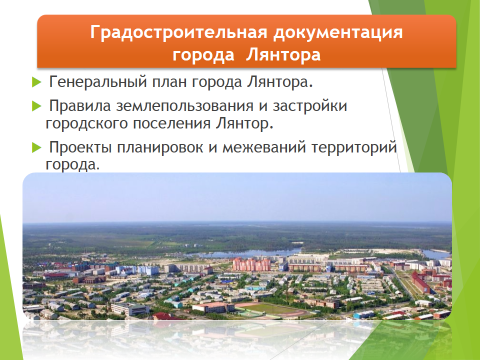 Градостроительная документация
города Лянтора
Генеральный план города Лянтора.
Правила землепользования и застройки
городского поселения Лянтор.
Проекты планировок и межеваний территорий
города.